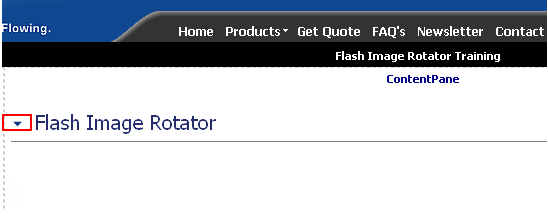 Flowing.
Home Products Get Quote FAQ's Newsletter Contact
Flash Image Rotator Training
ContentPane
Flash Image Rotator